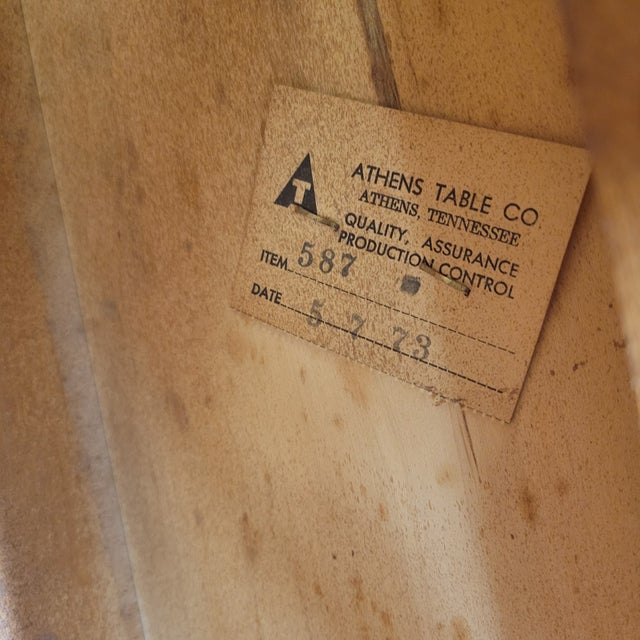 T
ATHENS TABLE CO.
ATHENS, TENNESSEE
QUALITY, ASSURANCE
PRODUCTION CONTROL
ITEM 587
DATE 5 7 73